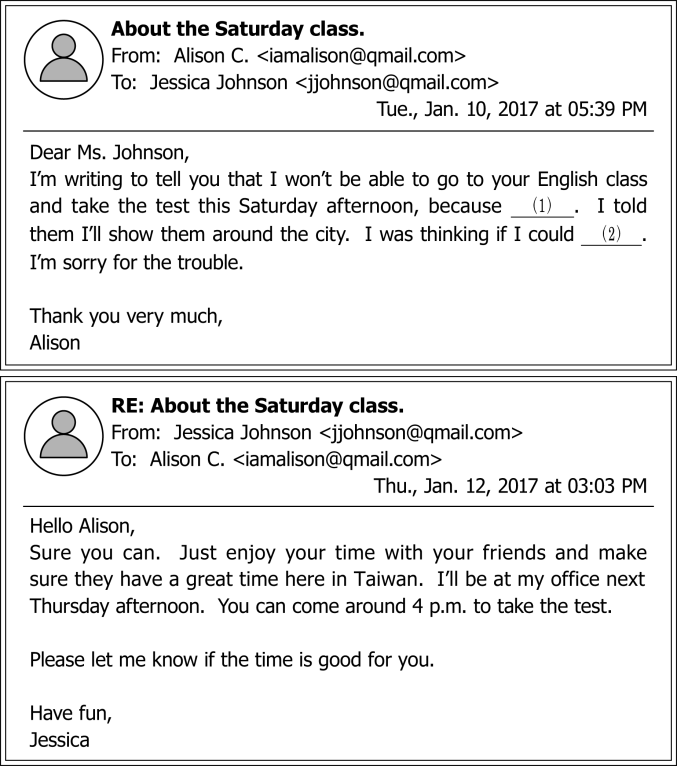 About the Saturday class.
From: Alison C. <iamalison@qmail.com>
To: Jessica Johnson <jjohnson@qmail.com>
Tue., Jan. 10, 2017 at 05:39 PM
Dear Ms. Johnson,
I'm writing to tell you that I won't be able to go to your English class
and take the test this Saturday afternoon, because (1). I told
them I'll show them around the city. I was thinking if I could (2).
I'm sorry for the trouble.
Thank you very much,
Alison
RE: About the Saturday class.
From: Jessica Johnson <jjohnson@qmail.com>
To: Alison C. <iamalison@qmail.com>
Thu., Jan. 12, 2017 at 03:03 PM
Hello Alison,
Sure you can. Just enjoy your time with your friends and make
sure they have a great time here in Taiwan. I'll be at my office next
Thursday afternoon. You can come around 4 p.m. to take the test.
Please let me know if the time is good for you.
Have fun,
Jessica